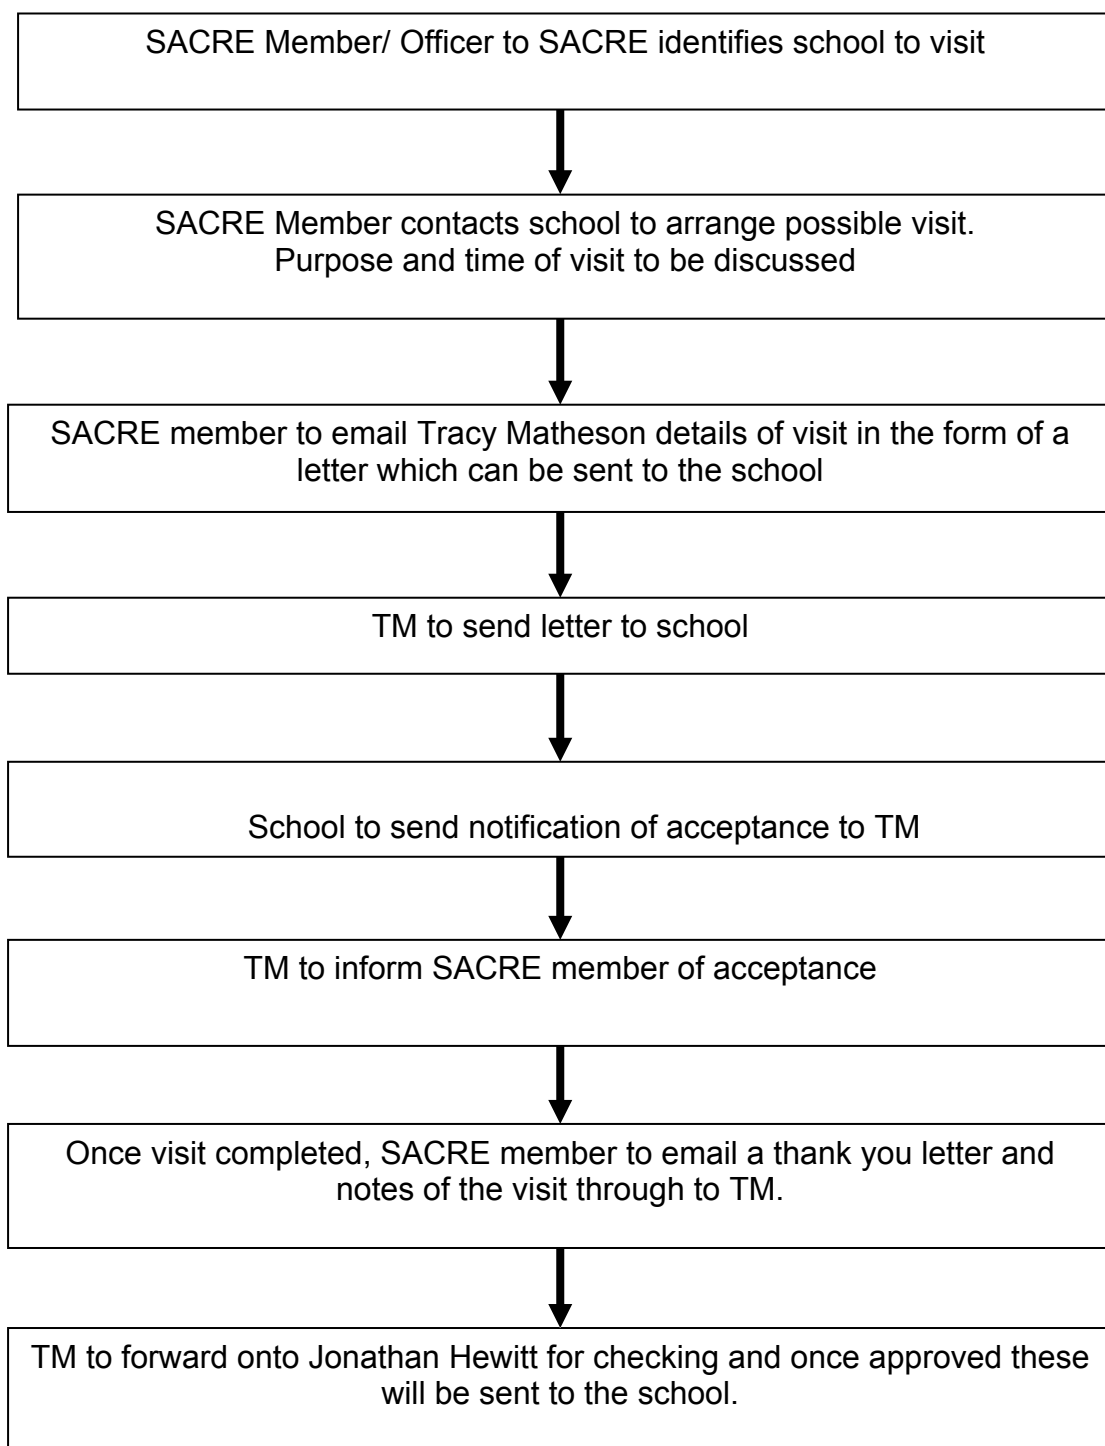 SACRE Member/ Officer to SACRE identifies school to visit
SACRE Member contacts school to arrange possible visit.
Purpose and time of visit to be discussed
SACRE member to email Tracy Matheson details of visit in the form of a
letter which can be sent to the school
TM to send letter to school
School to send notification of acceptance to TM
TM to inform SACRE member of acceptance
Once visit completed, SACRE member to email a thank you letter and
notes of the visit through to TM.
TM to forward onto Jonathan Hewitt for checking and once approved these
will be sent to the school.